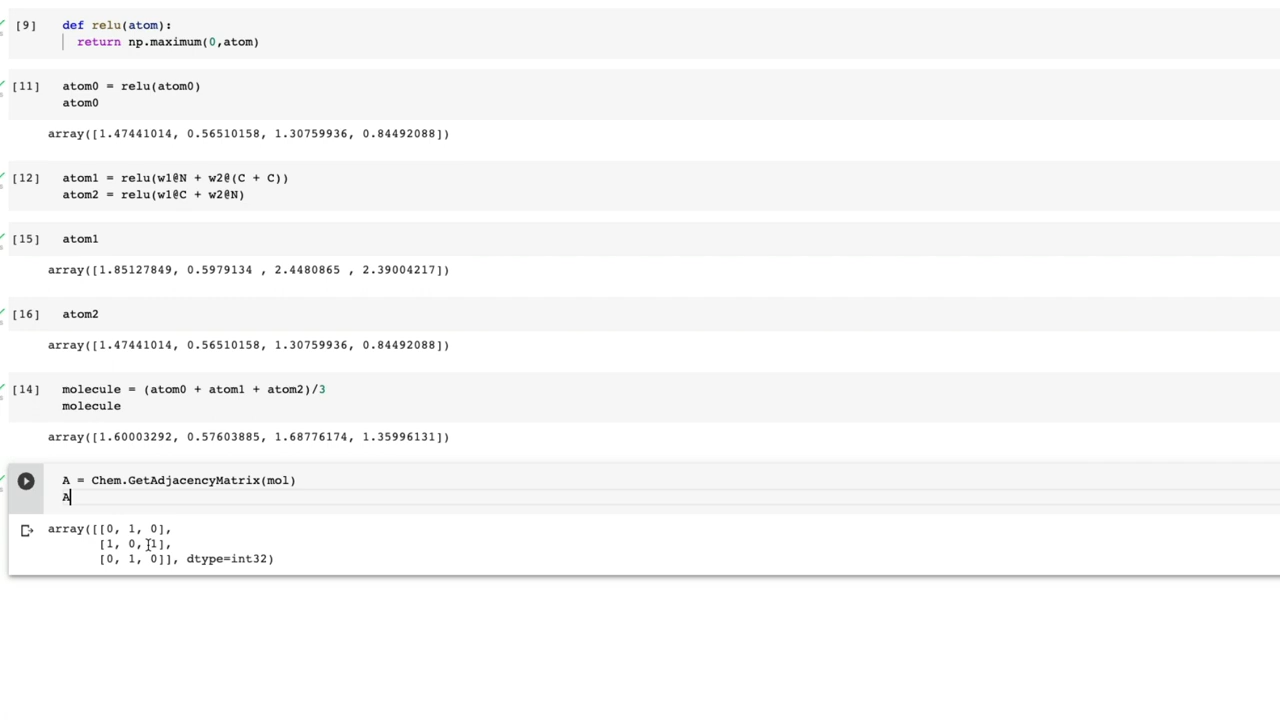 [9] def relu(atom):
return np.maximum(0,atom)
[11] atom0 = relu(atom0)
atom0
array([1.47441014, 0.56510158, 1.30759936, 0.84492088])
[12] atom1 = relu(w1@N + w2@(C + C))
atom2 = relu(w1@C + w2@N)
[15] atom1
array([1.85127849, 0.5979134 , 2.4480865 , 2.39004217])
[16] atom2
array([1.47441014, 0.56510158, 1.30759936, 0.84492088])
[14] molecule = (atom0 + atom1 + atom2)/3
molecule
array([1.60003292, 0.57603885, 1.68776174, 1.35996131])
A = Chem.GetAdjacencyMatrix(mol)
A
array([[0, 1, 0],
[1, 0, 1],
[0, 1, 0]], dtype=int32)